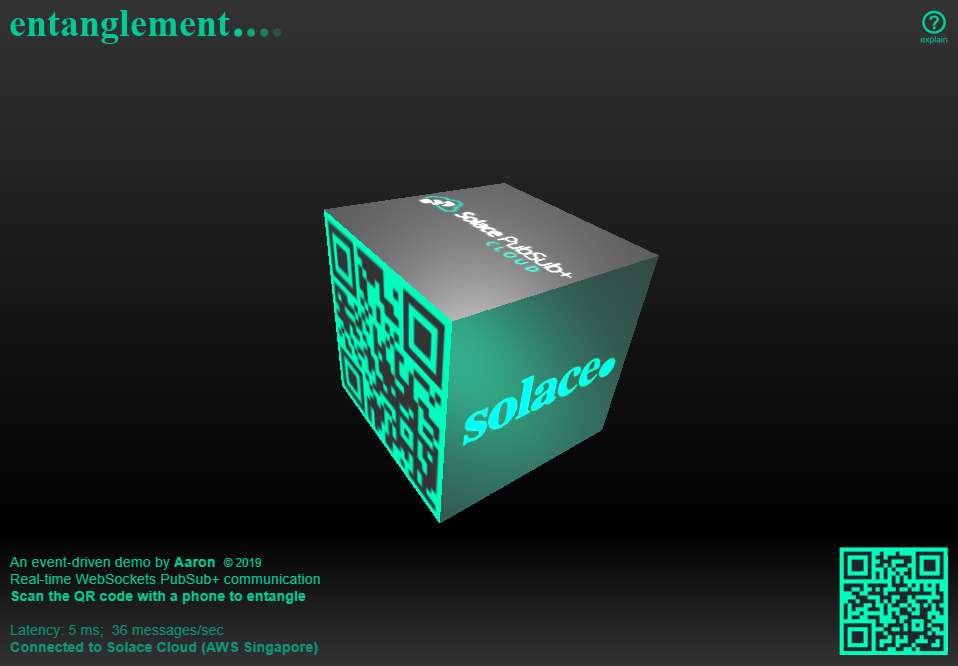 entanglement....
?
explain
Solace PubSub+
CLOUD
solace.
An event-driven demo by Aaron © 2019
Real-time WebSockets PubSub+ communication
Scan the QR code with a phone to entangle
Latency: 5 ms; 36 messages/sec
Connected to Solace Cloud (AWS Singapore)